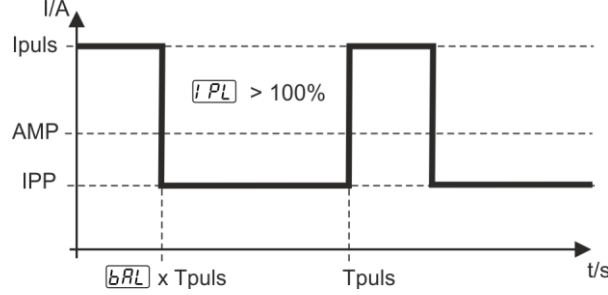 I/A
Ipuls
IPL > 100%
AMP
IPP
bAL x Tpuls
Tpuls
t/s